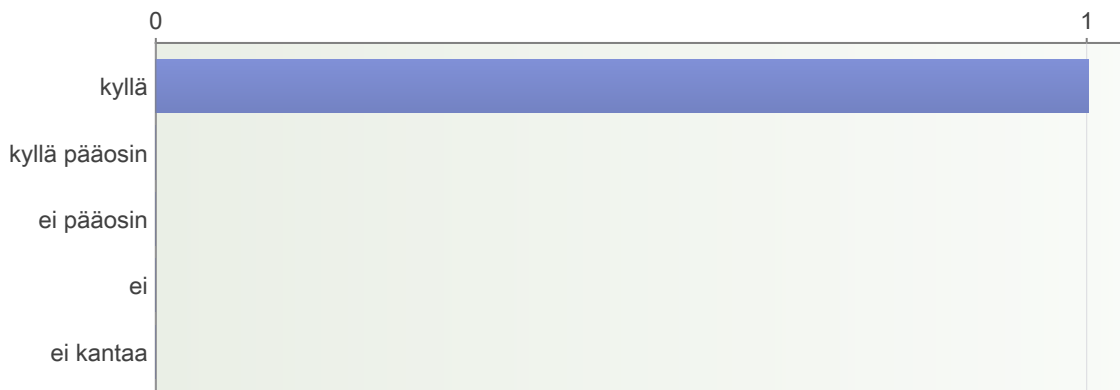 0 1
kyllä
kyllä pääosin
ei pääosin
ei
ei kantaa